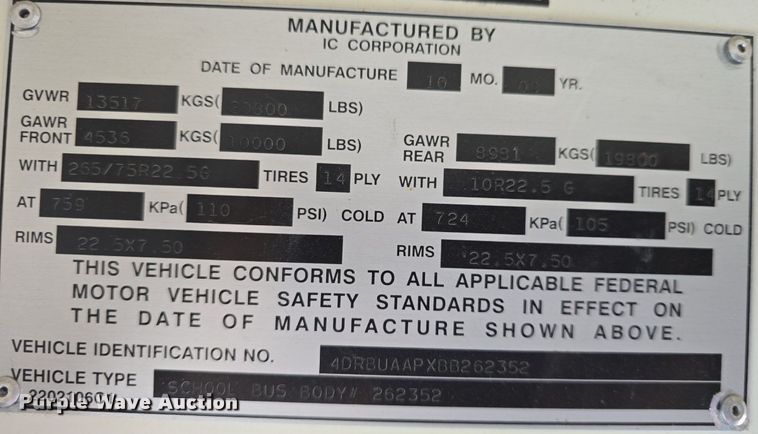 MANUFACTURED BY
IC CORPORATION
DATE OF MANUFACTURE 10 MO. YR.
GVWR 13517 KGS( LBS)
GAWR FRONT 4536 KGS( 10000 LBS) GAWR REAR 8981 KGS( 19800 LBS)
WITH 265/75R22.5G TIRES 14 PLY WITH 10R22.5 G TIRES 14 PLY
AT 759 KPa( 110 PSI) COLD AT 724 KPa( 105 PSI) COLD
RIMS 22.5X7.50 RIMS 22.5X7.50
THIS VEHICLE CONFORMS TO ALL APPLICABLE FEDERAL
MOTOR VEHICLE SAFETY STANDARDS IN EFFECT ON
THE DATE OF MANUFACTURE SHOWN ABOVE.
VEHICLE IDENTIFICATION NO. 4DRBUAAPXBB262352
VEHICLE TYPE SCHOOL BUS BODY# 262352
Purple Wave Auction